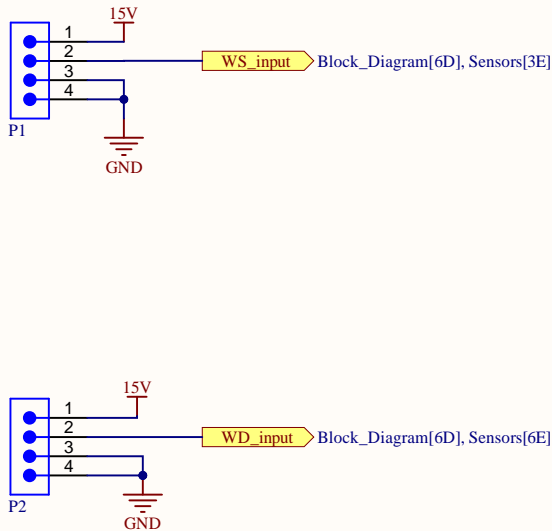 15V
1
2 WS_input Block_Diagram[6D], Sensors[3E]
3
4
P1
GND
15V
1
2 WD_input Block_Diagram[6D], Sensors[6E]
3
4
P2
GND